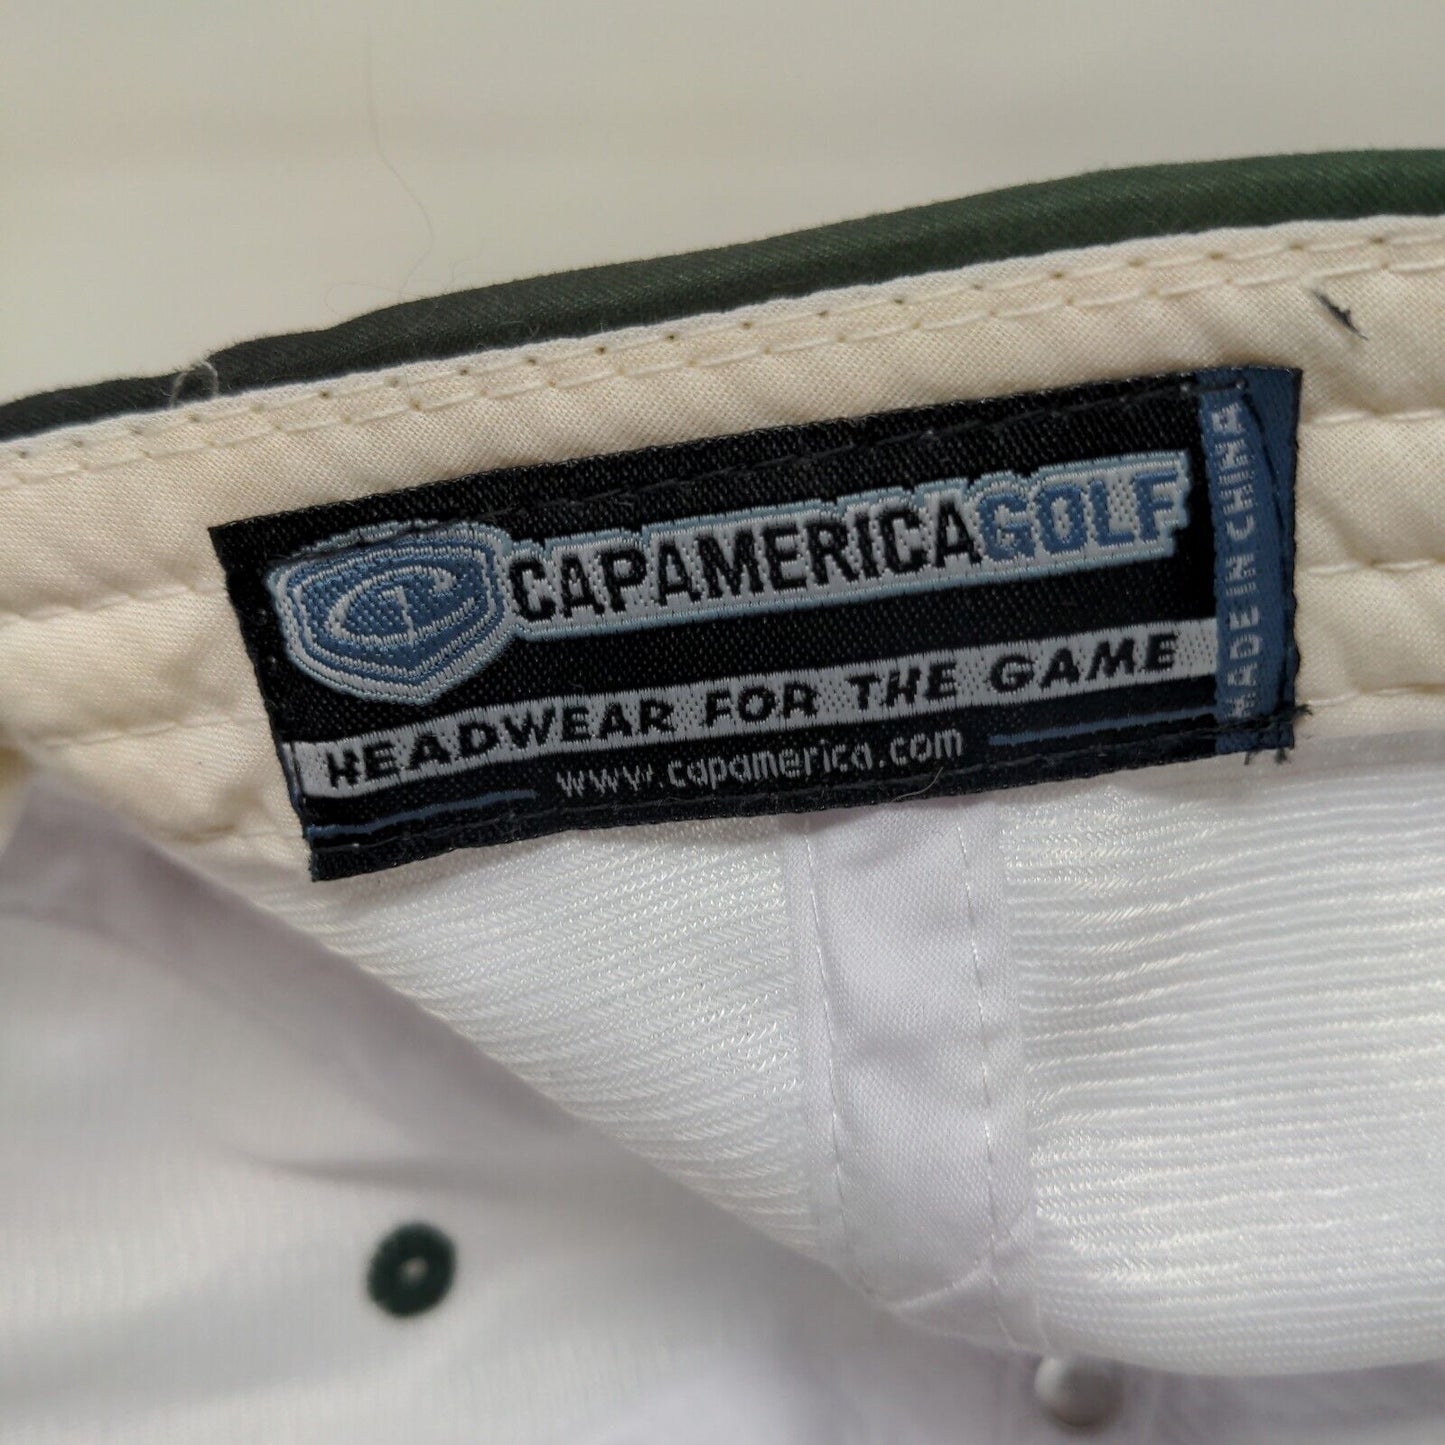 CAPAMERICAGOLF
HEADWEAR FOR THE GAME
www.capamerica.com
MADE IN CHINA